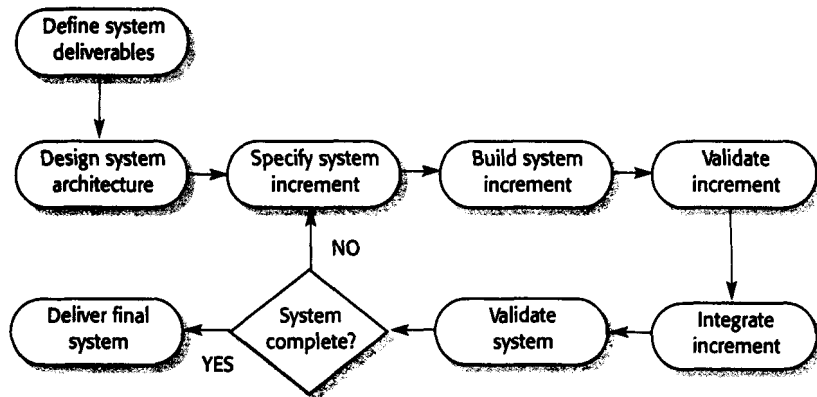 Define system
deliverables
Design system
architecture
Specify system
increment
Build system
increment
Validate
increment
NO
Deliver final
system
YES
System
complete?
Validate
system
Integrate
increment